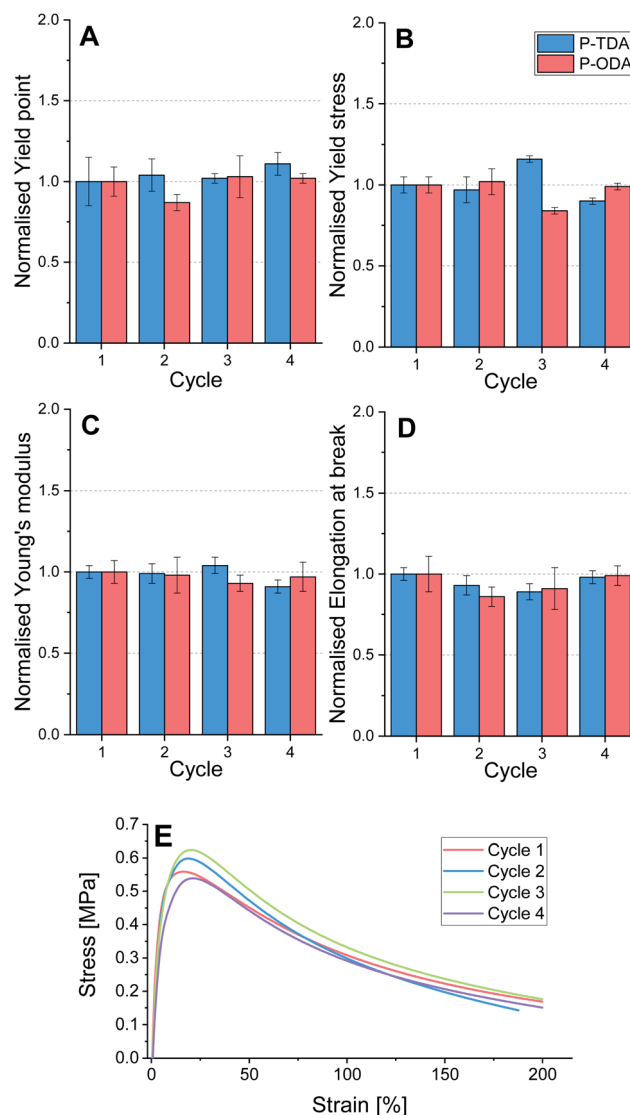 A
Normalised Yield point
2.0
1.5
1.0
0.5
0.0
1 2 3 4
Cycle
B
P-TDA
P-ODA
Normalised Yield stress
2.0
1.5
1.0
0.5
0.0
1 2 3 4
Cycle
C
Normalised Young's modulus
2.0
1.5
1.0
0.5
0.0
1 2 3 4
Cycle
D
Normalised Elongation at break
2.0
1.5
1.0
0.5
0.0
1 2 3 4
Cycle
E
Cycle 1
Cycle 2
Cycle 3
Cycle 4
Stress [MPa]
0.7
0.6
0.5
0.4
0.3
0.2
0.1
0.0
0 50 100 150 200
Strain [%]